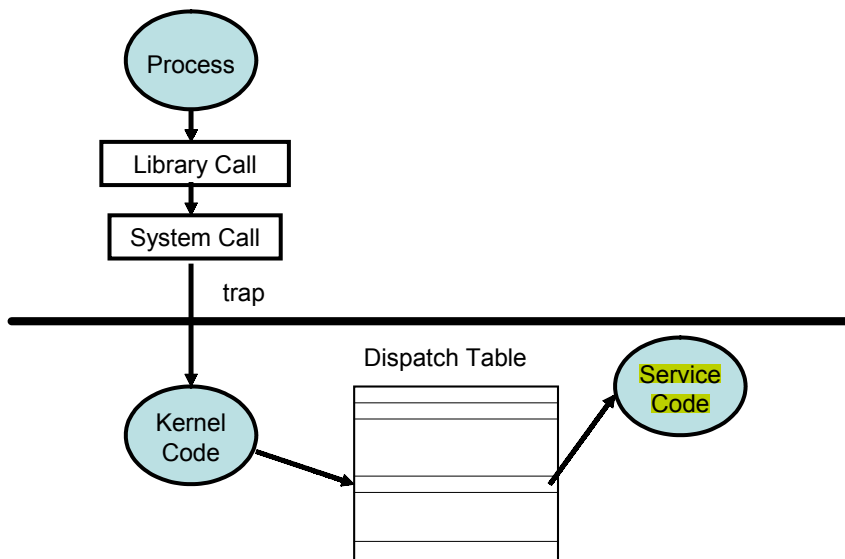 Process
Library Call
System Call
trap
Dispatch Table
Service
Code
Kernel
Code